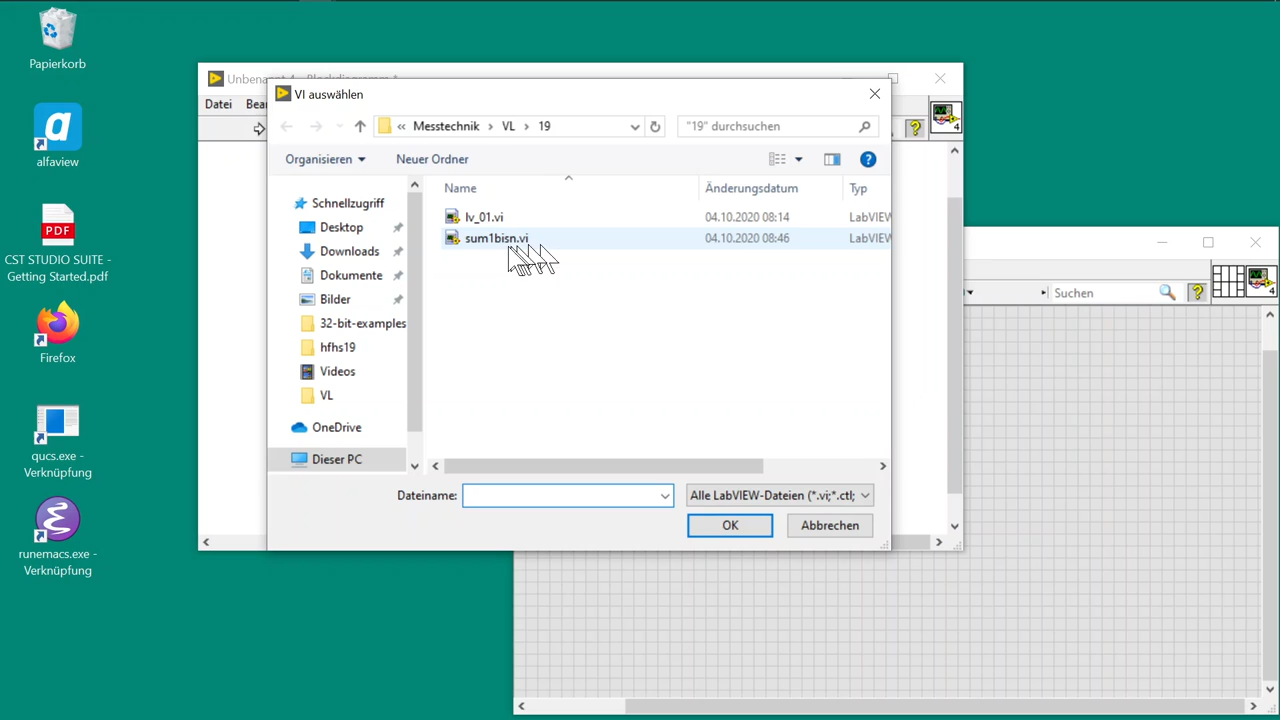 Papierkorb
alfaview
CST STUDIO SUITE -
Getting Started.pdf
Firefox
qucs.exe -
Verknüpfung
runemacs.exe -
Verknüpfung
Datei Bear
4
VI auswählen
« Messtechnik › VL › 19
"19" durchsuchen
Organisieren Neuer Ordner
Name Änderungsdatum Typ
lv_01.vi 04.10.2020 08:14 LabVIEW
sum1bisn.vi 04.10.2020 08:46 LabVIEW
Schnellzugriff
Desktop
Downloads
Dokumente
Bilder
32-bit-examples
hfhs19
Videos
VL
OneDrive
Dieser PC
Dateiname:
Alle LabVIEW-Dateien (*.vi;*.ctl;
OK Abbrechen
Suchen
4